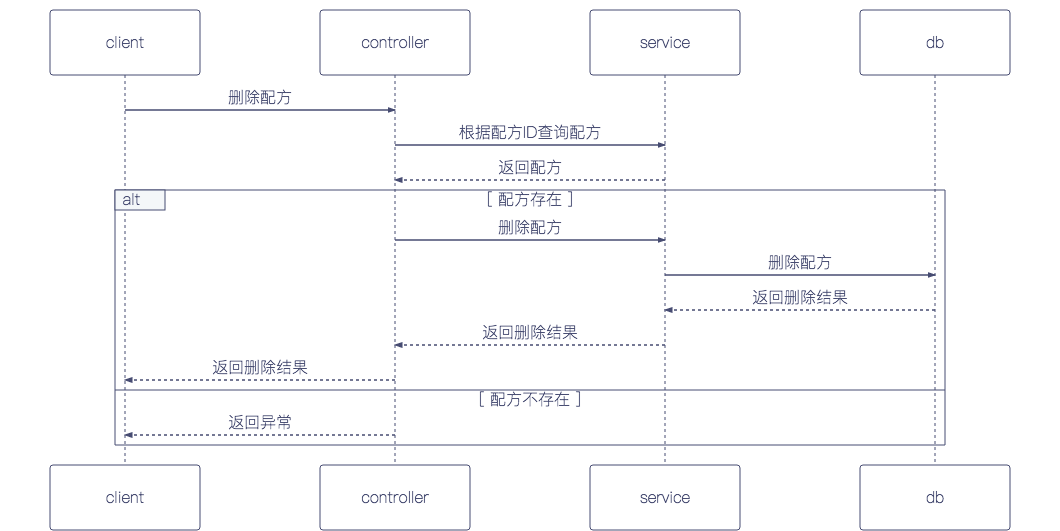 client
controller
service
db
删除配方
根据配方ID查询配方
返回配方
alt
[ 配方存在 ]
删除配方
删除配方
返回删除结果
返回删除结果
返回删除结果
[ 配方不存在 ]
返回异常
client
controller
service
db